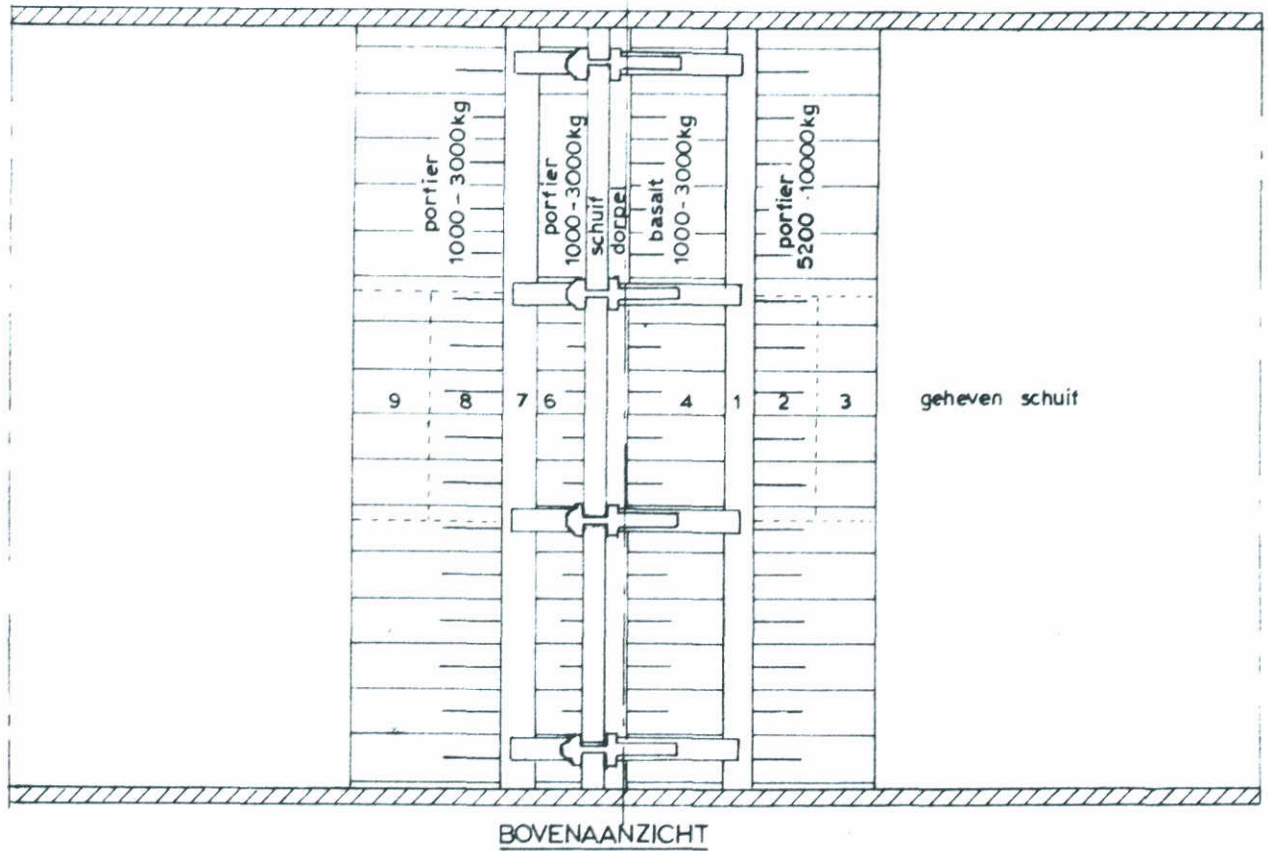 portier
1000-3000kg
portier
1000-3000kg
schuif
dorpel
basalt
1000-3000kg
portier
5200-10000kg
9 8 7 6 4 1 2 3
geheven schuif
BOVENAANZICHT